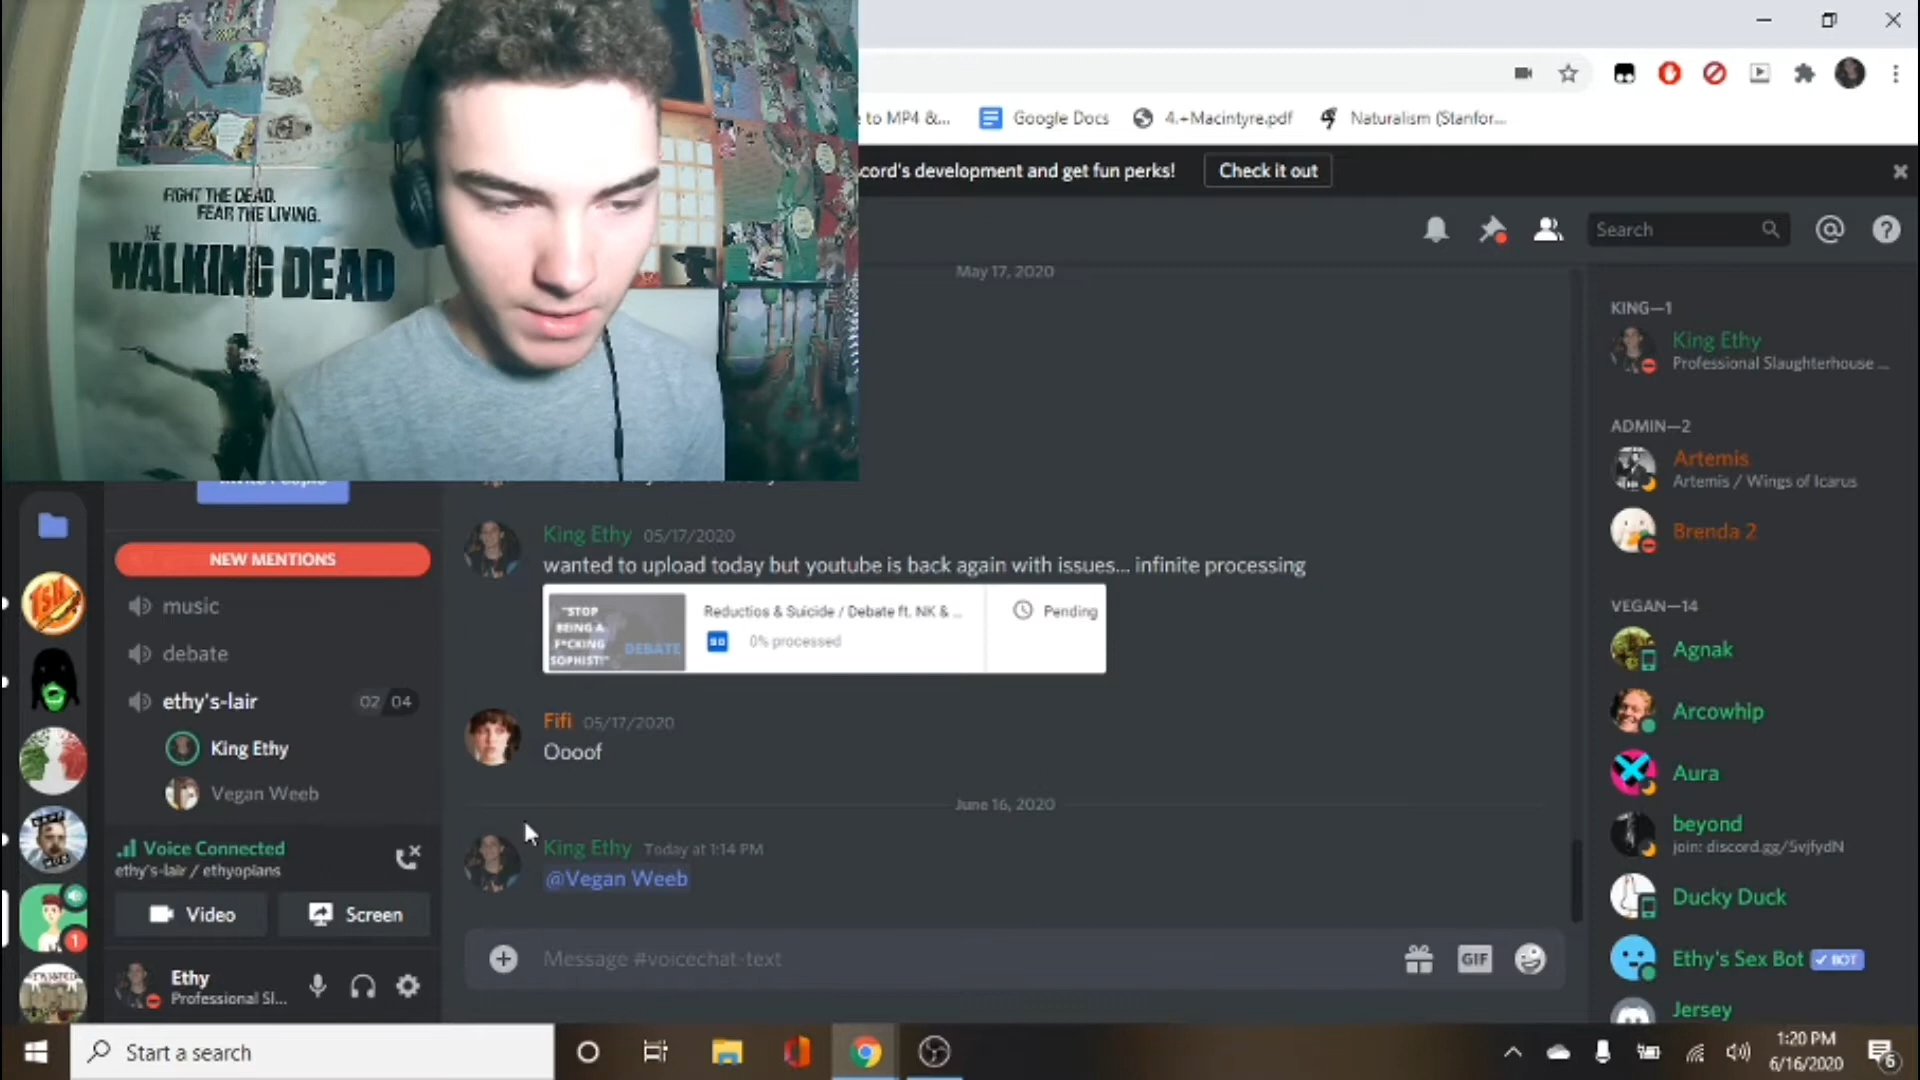 FIGHT THE DEAD.
FEAR THE LIVING.
THE
WALKING DEAD
to MP4 &...
Google Docs
4.+Macintyre.pdf
Naturalism (Stanfor...
cord's development and get fun perks!
Check it out
Search
May 17, 2020
NEW MENTIONS
music
debate
ethy's-lair
02 04
King Ethy
Vegan Weeb
Voice Connected
ethy's-lair / ethyopians
Video
Screen
Ethy
Professional Sl...
King Ethy 05/17/2020
wanted to upload today but youtube is back again with issues... infinite processing
"STOP
BEING A
F*CKING
SOPHIST!"
DEBATE
Reductios & Suicide / Debate ft. NK & ...
SD
0% processed
Pending
Fifi 05/17/2020
Oooof
June 16, 2020
King Ethy Today at 1:14 PM
@Vegan Weeb
Message #voicechat-text
GIF
KING—1
King Ethy
Professional Slaughterhouse ...
ADMIN—2
Artemis
Artemis / Wings of Icarus
Brenda 2
VEGAN—14
Agnak
Arcowhip
Aura
beyond
join: discord.gg/5vjfydN
Ducky Duck
Ethy's Sex Bot
BOT
Jersey
1
Start a search
1:20 PM
6/16/2020
6